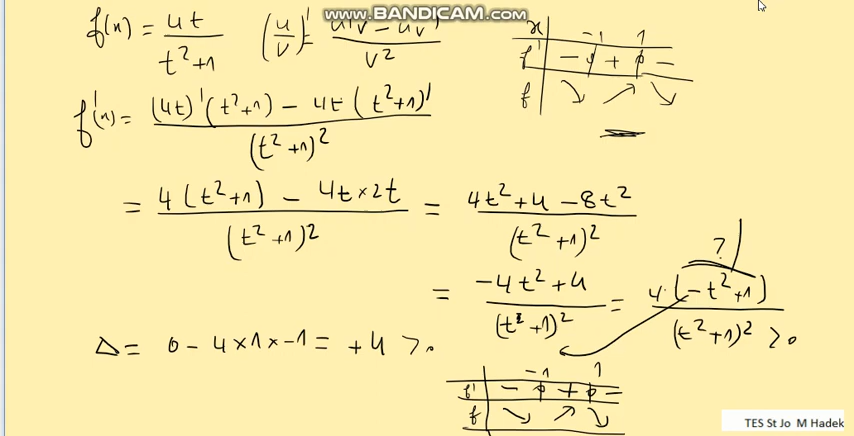 www.BANDICAM.com
f(x) = 4t / t²+1   (u/v)' = u'v − uv' / v²
x | −1 1
f' | − 0 + 0 −
f | ↘ ↗ ↘
f'(x) = (4t)'(t²+1) − 4t(t²+1)' / (t²+1)²
= 4(t²+1) − 4t×2t / (t²+1)² = 4t²+4−8t² / (t²+1)²
?
= −4t²+4 / (t²+1)² = 4·(−t²+1) / (t²+1)² >0
Δ = 0−4×1×−1 = +4 >0
−1 1
f' | − 0 + 0 −
f | ↘ ↗ ↘
TES St Jo M Hadek